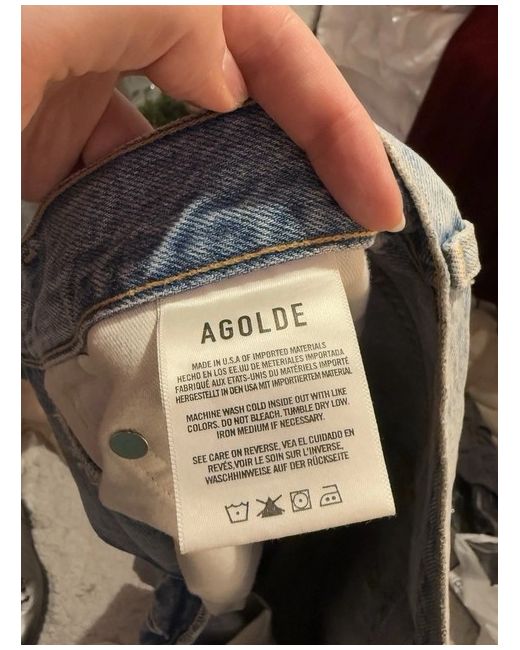 AGOLDE
MADE IN U.S.A OF IMPORTED MATERIALS
HECHO EN LOS EE.UU DE METERIALES IMPORTADA
FABRIQUÉ AUX ETATS-UNIS DU MATÉRIELS IMPORTÉ
HERGESTELLT IN DEN USA MIT IMPORTIERTEM MATERIAL
MACHINE WASH COLD INSIDE OUT WITH LIKE
COLORS. DO NOT BLEACH. TUMBLE DRY LOW.
IRON MEDIUM IF NECESSARY.
SEE CARE ON REVERSE, VEA EL CUIDADO EN
REVÉS,VOIR LE SOIN SUR L'INVERSE,
WASCHHINWEISE AUF DER RÜCKSEITE